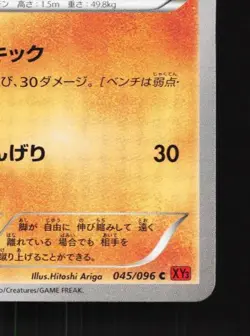 ン 高さ：1.5m 重さ：49.8kg
キック
び、30ダメージ。[ベンチは弱点・
んげり 30
脚が 自由に 伸び縮みして 遠く
離れている 場合でも 相手を
蹴り上げることができる。
Illus.Hitoshi Ariga 045/096 C XY3
o/Creatures/GAME FREAK.